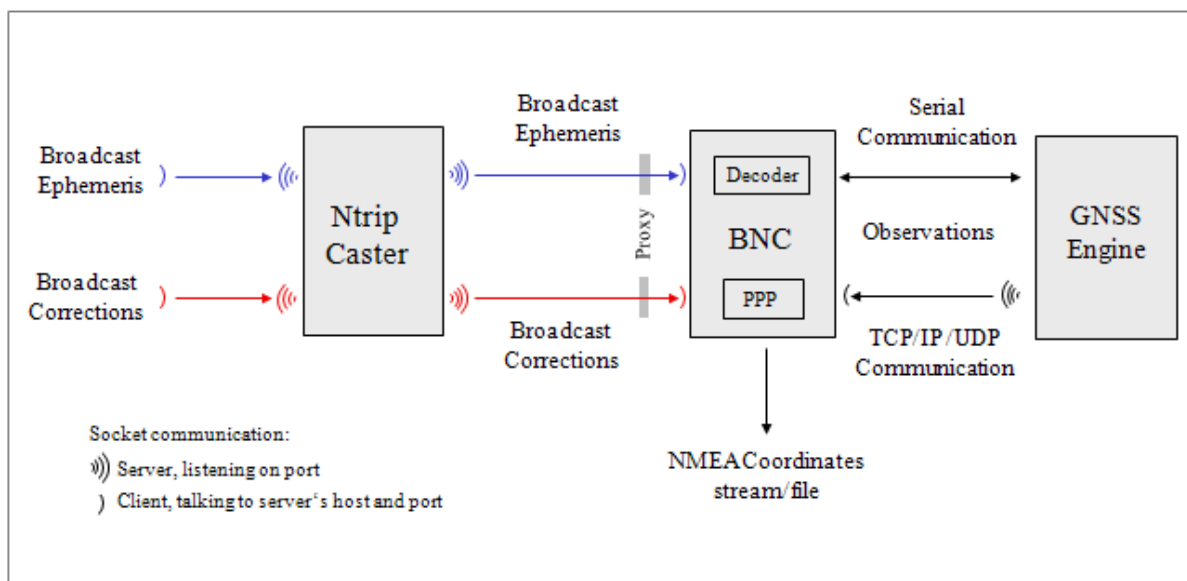 Broadcast
Ephemeris
Broadcast
Corrections
Ntrip
Caster
Broadcast
Ephemeris
Broadcast
Corrections
Proxy
Decoder
BNC
PPP
Serial
Communication
Observations
TCP/IP/UDP
Communication
GNSS
Engine
NMEA Coordinates
stream/file
Socket communication:
Server, listening on port
Client, talking to server‘s host and port